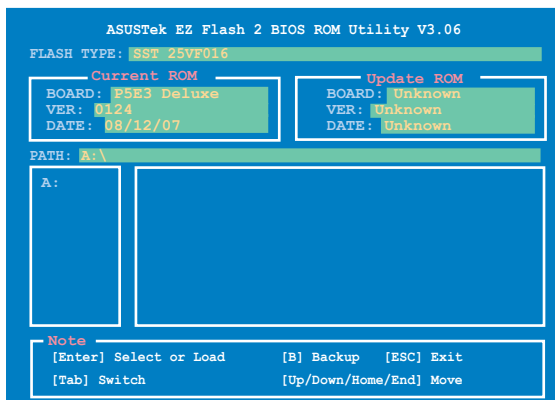 ASUSTek EZ Flash 2 BIOS ROM Utility V3.06
FLASH TYPE: SST 25VF016
Current ROM
BOARD: P5E3 Deluxe
VER: 0124
DATE: 08/12/07
Update ROM
BOARD: Unknown
VER: Unknown
DATE: Unknown
PATH: A:\
A:
Note
[Enter] Select or Load [B] Backup [ESC] Exit
[Tab] Switch [Up/Down/Home/End] Move